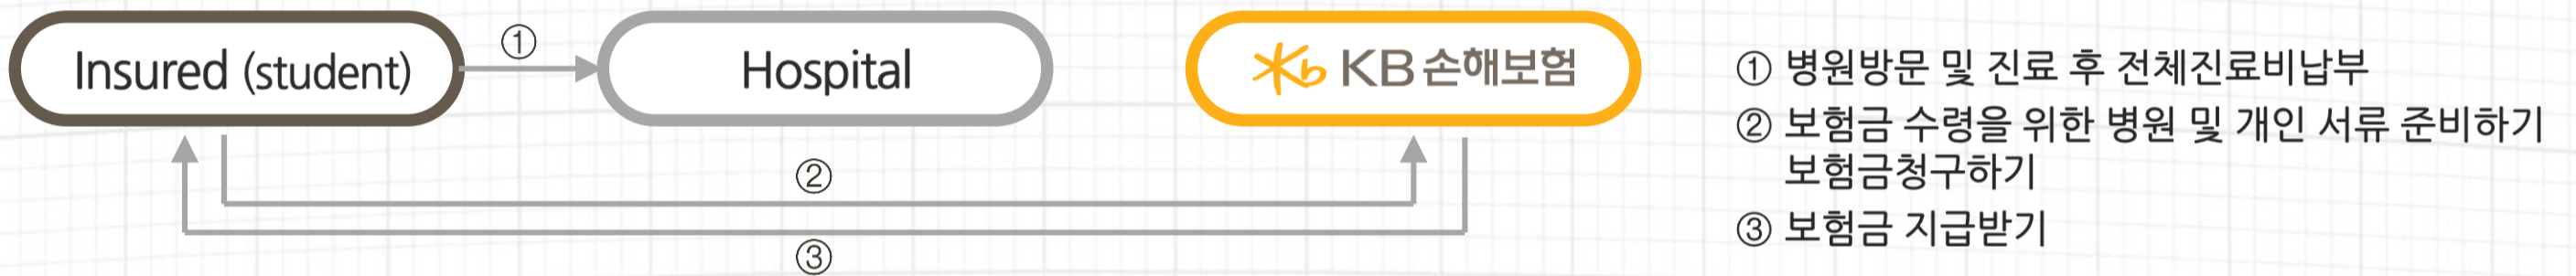 Insured (student)
①
Hospital
KB 손해보험
②
③
① 병원방문 및 진료 후 전체진료비납부
② 보험금 수령을 위한 병원 및 개인 서류 준비하기
보험금청구하기
③ 보험금 지급받기